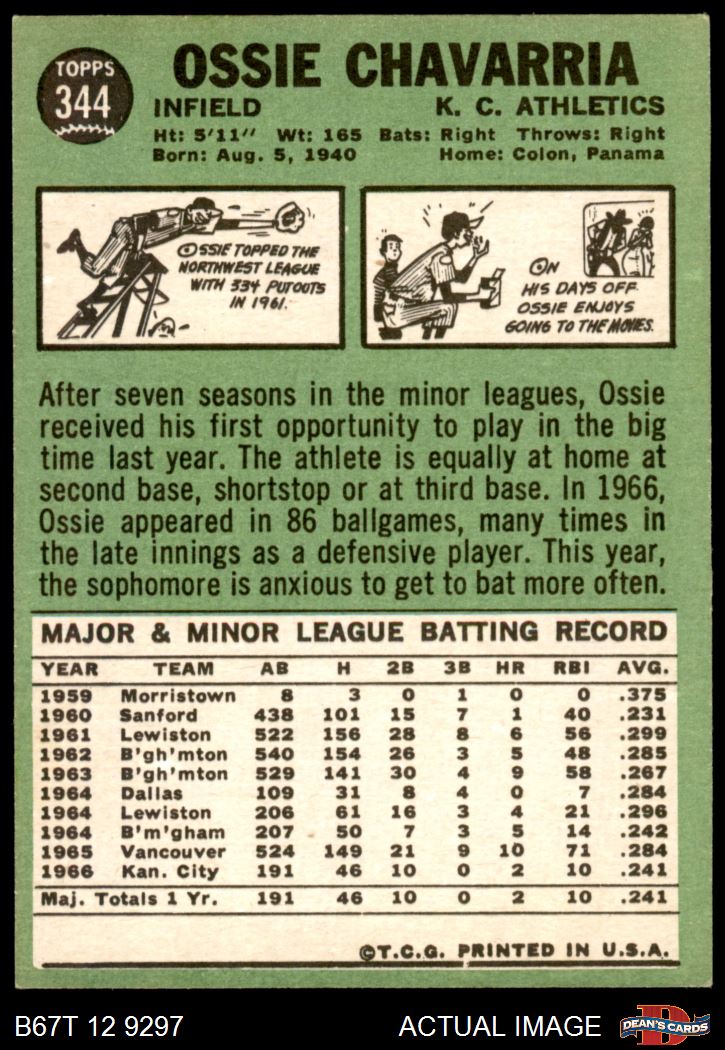 TOPPS
344
OSSIE CHAVARRIA
INFIELD K. C. ATHLETICS
Ht: 5'11" Wt: 165 Bats: Right Throws: Right
Born: Aug. 5, 1940 Home: Colon, Panama
OSSIE TOPPED THE
NORTHWEST LEAGUE
WITH 334 PUTOUTS
IN 1961.
ON
HIS DAYS OFF
OSSIE ENJOYS
GOING TO THE MOVIES.
After seven seasons in the minor leagues, Ossie
received his first opportunity to play in the big
time last year. The athlete is equally at home at
second base, shortstop or at third base. In 1966,
Ossie appeared in 86 ballgames, many times in
the late innings as a defensive player. This year,
the sophomore is anxious to get to bat more often.
MAJOR & MINOR LEAGUE BATTING RECORD
YEAR TEAM AB H 2B 3B HR RBI AVG.
1959 Morristown 8 3 0 1 0 0 .375
1960 Sanford 438 101 15 7 1 40 .231
1961 Lewiston 522 156 28 8 6 56 .299
1962 B'gh'mton 540 154 26 3 5 48 .285
1963 B'gh'mton 529 141 30 4 9 58 .267
1964 Dallas 109 31 8 4 0 7 .284
1964 Lewiston 206 61 16 3 4 21 .296
1964 B'm'gham 207 50 7 3 5 14 .242
1965 Vancouver 524 149 21 9 10 71 .284
1966 Kan. City 191 46 10 0 2 10 .241
Maj. Totals 1 Yr. 191 46 10 0 2 10 .241
©T.C.G. PRINTED IN U.S.A.
B67T 12 9297 ACTUAL IMAGE D DEAN'S CARDS